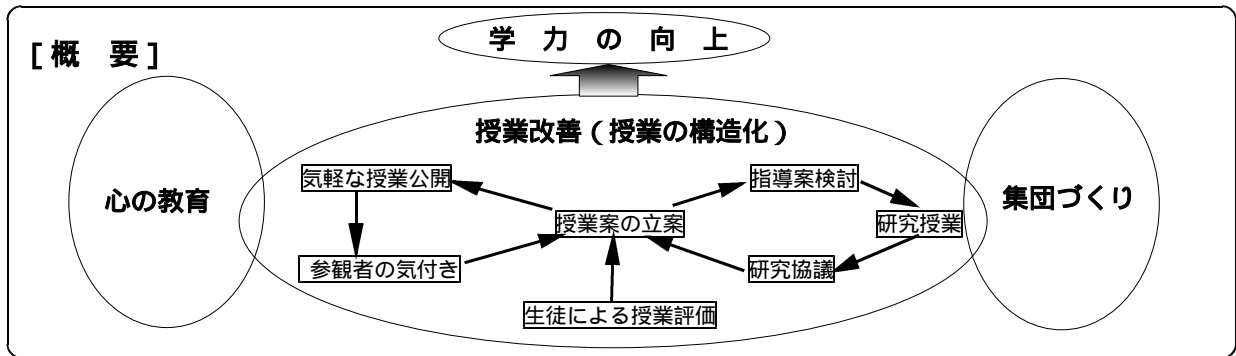 学 力 の 向 上
[ 概 要 ]
授業改善（授業の構造化）
気軽な授業公開
指導案検討
心の教育
集団づくり
授業案の立案
研究授業
参観者の気付き
研究協議
生徒による授業評価